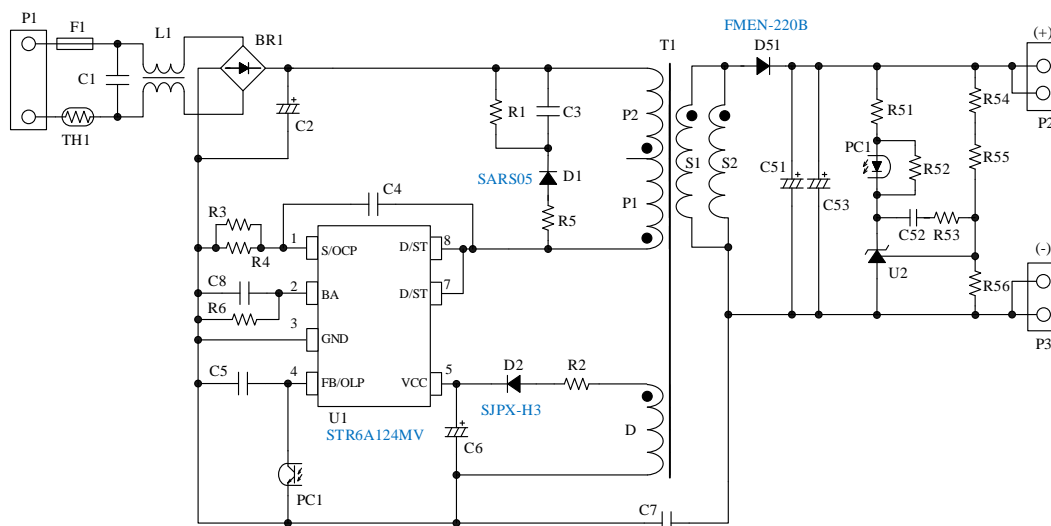 FMEN-220B
P1
F1
L1
BR1
T1
D51
(+)
C1
TH1
C2
R1
C3
P2
S1
S2
R51
R54
P2
PC1
R52
R55
SARS05
D1
C51
C53
C4
R5
P1
R3
R4
1
S/OCP
D/ST
8
C52
R53
(-)
U2
C8
2
BA
D/ST
7
R56
R6
3
GND
P3
C5
4
FB/OLP
VCC
5
D2
R2
U1
SJPX-H3
STR6A124MV
C6
D
PC1
C7